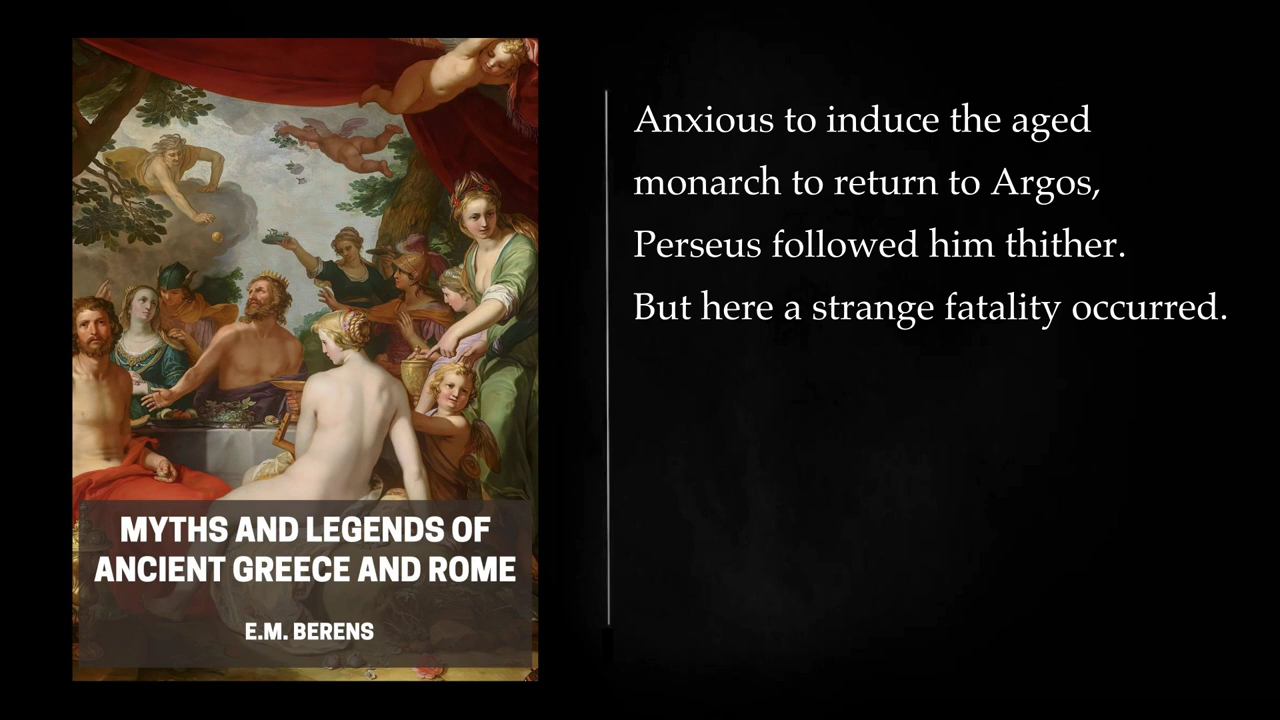 MYTHS AND LEGENDS OF
ANCIENT GREECE AND ROME
E.M. BERENS
Anxious to induce the aged
monarch to return to Argos,
Perseus followed him thither.
But here a strange fatality occurred.